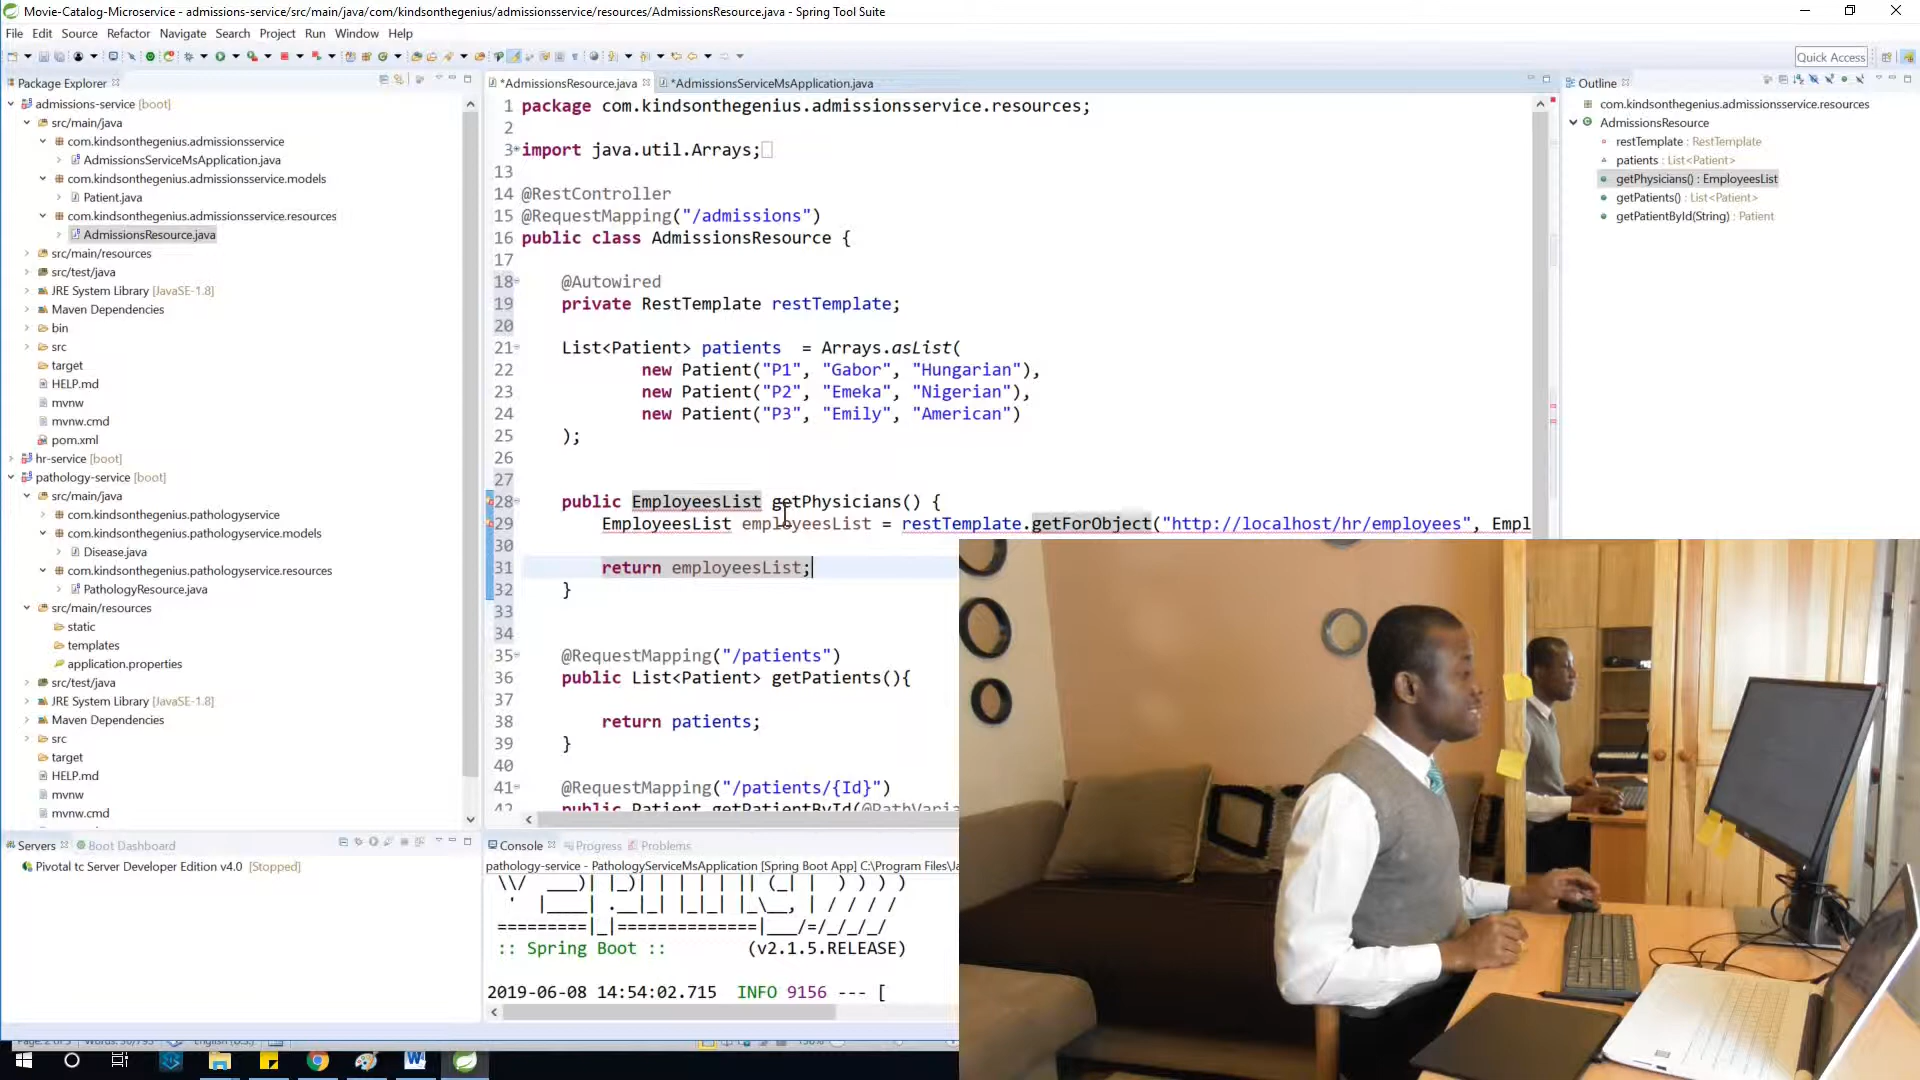 Movie-Catalog-Microservice - admissions-service/src/main/java/com/kindsonthegenius/admissionsservice/resources/AdmissionsResource.java - Spring Tool Suite
File Edit Source Refactor Navigate Search Project Run Window Help
Quick Access
Package Explorer
admissions-service [boot]
src/main/java
com.kindsonthegenius.admissionsservice
AdmissionsServiceMsApplication.java
com.kindsonthegenius.admissionsservice.models
Patient.java
com.kindsonthegenius.admissionsservice.resources
AdmissionsResource.java
src/main/resources
src/test/java
JRE System Library [JavaSE-1.8]
Maven Dependencies
bin
src
target
HELP.md
mvnw
mvnw.cmd
pom.xml
hr-service [boot]
pathology-service [boot]
src/main/java
com.kindsonthegenius.pathologyservice
com.kindsonthegenius.pathologyservice.models
Disease.java
com.kindsonthegenius.pathologyservice.resources
PathologyResource.java
src/main/resources
static
templates
application.properties
src/test/java
JRE System Library [JavaSE-1.8]
Maven Dependencies
src
target
HELP.md
mvnw
mvnw.cmd
*AdmissionsResource.java *AdmissionsServiceMsApplication.java
1 package com.kindsonthegenius.admissionsservice.resources;
2
3 import java.util.Arrays;
13
14 @RestController
15 @RequestMapping("/admissions")
16 public class AdmissionsResource {
17
18 @Autowired
19 private RestTemplate restTemplate;
20
21 List<Patient> patients = Arrays.asList(
22 new Patient("P1", "Gabor", "Hungarian"),
23 new Patient("P2", "Emeka", "Nigerian"),
24 new Patient("P3", "Emily", "American")
25 );
26
27
28 public EmployeesList getPhysicians() {
29 EmployeesList employeesList = restTemplate.getForObject("http://localhost/hr/employees", Empl
30
31 return employeesList;
32 }
33
34
35 @RequestMapping("/patients")
36 public List<Patient> getPatients(){
37
38 return patients;
39 }
40
41 @RequestMapping("/patients/{Id}")
42 public Patient getPatientById(@PathVaria
Outline
com.kindsonthegenius.admissionsservice.resources
AdmissionsResource
restTemplate : RestTemplate
patients : List<Patient>
getPhysicians() : EmployeesList
getPatients() : List<Patient>
getPatientById(String) : Patient
Servers Boot Dashboard
Pivotal tc Server Developer Edition v4.0 [Stopped]
Console Progress Problems
pathology-service - PathologyServiceMsApplication [Spring Boot App] C:\Program Files\Ja
:: Spring Boot :: (v2.1.5.RELEASE)
2019-06-08 14:54:02.715 INFO 9156 --- [